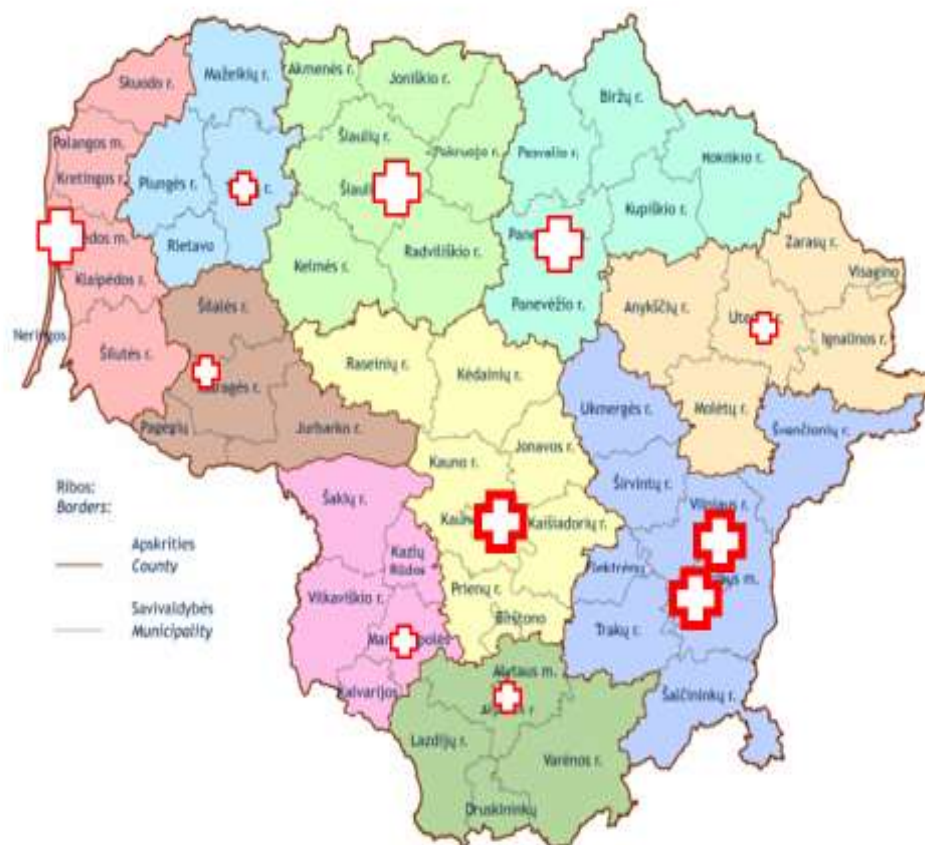 Skuodo r.
Mažeikių r.
Akmenės r.
Joniškio r.
Biržų r.
Palangos m.
Kretingos r.
Plungės r.
Rietavo
Šiaulių r.
Pakruojo r.
Pasvalio r.
Rokiškio r.
Kupiškio r.
Klaipėdos r.
Kelmės r.
Radviliškio r.
Panevėžio r.
Zarasų r.
Visagino
Anykščių r.
Ignalinos r.
Neringos
Šilutės r.
Šilalės r.
Raseinių r.
Kėdainių r.
Ukmergės r.
Molėtų r.
Švenčionių r.
Pagėgių
Jurbarko r.
Kauno r.
Jonavos r.
Širvintų r.
Vilniaus r.
Ribos:
Borders:
Šakių r.
Kaišiadorių r.
Apskrities
County
Kazlų
Rūdos
Elektrėnų
Vilkaviškio r.
Prienų r.
Birštono
Trakų r.
Savivaldybės
Municipality
Kalvarijos
Alytaus m.
Šalčininkų r.
Lazdijų r.
Varėnos r.
Druskininkų